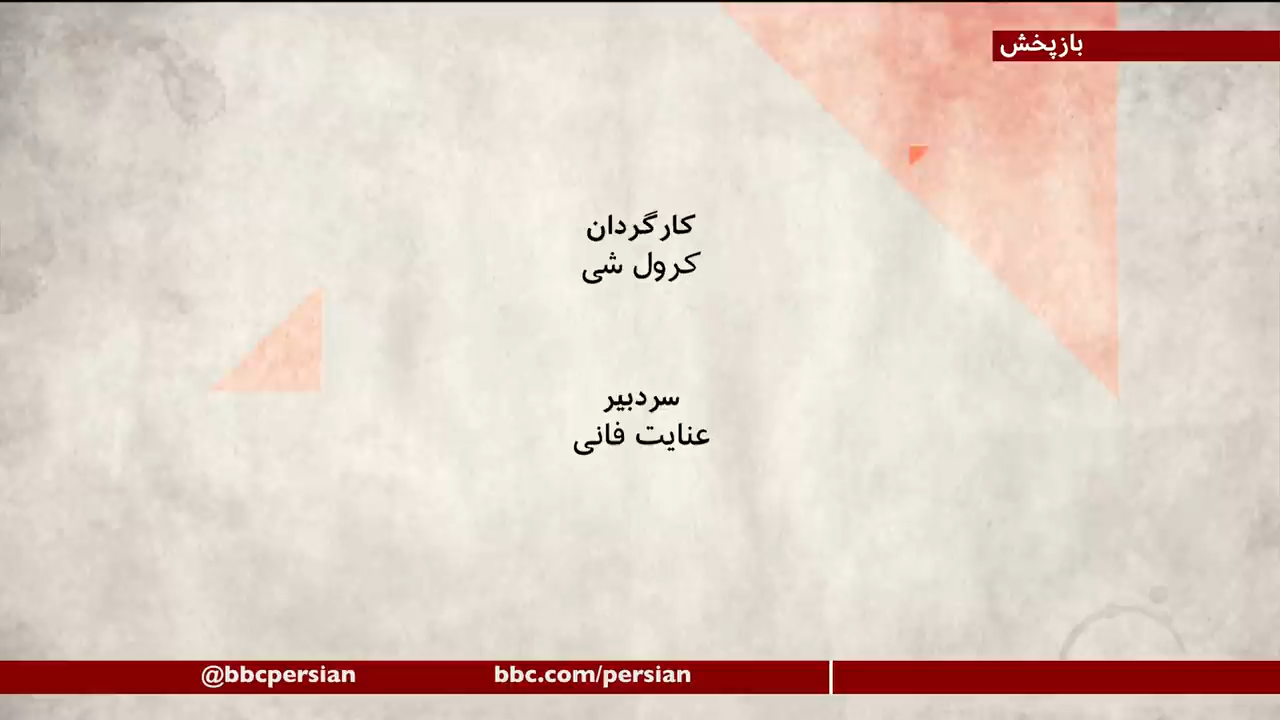 بازپخش
کارگردان
کرول شی
سردبیر
عنایت فانی
@bbcpersian
bbc.com/persian